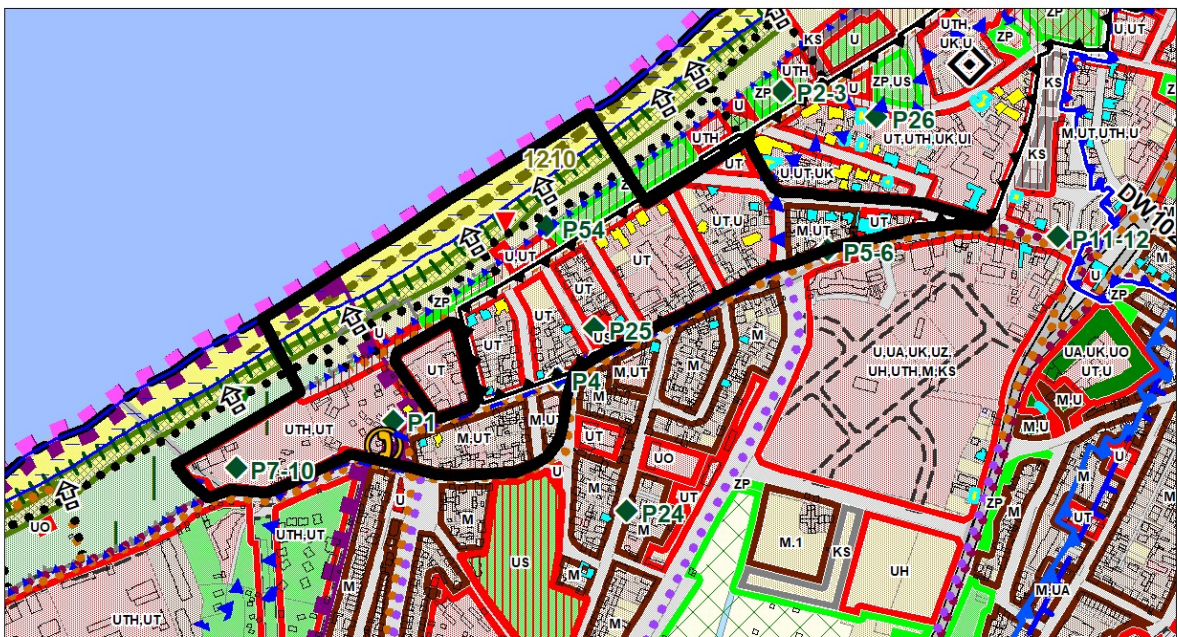 UTH,
UK,U
ZP
U,UT
KS
U
KS
UTH
ZP
P2-3
U
ZP,US
P26
U
UT,UTH,UK,UI
M,UT,UTH,U
KS
1210
UTH
UT
U,UT,UK
DW10
P54
U,UT
UT,U
M,UT
UT
P5-6
P11-12
M
U
M
ZP
ZP
UT
UT
UT
US
P25
M
UT
M,UT
P4
U,UA,UK,UZ,
UH,UTH,M,KS
UA,UK,UO
UT,U
M,U
M,U
P1
UTH,UT
M,UT
M,UT
UT
UO
P7-10
U
U
M
UT
ZP
M
P24
M
UO
UTH,UT
M
US
M
M.1
KS
UH
ZP
M
M
UT
M,UA
UTH,UT